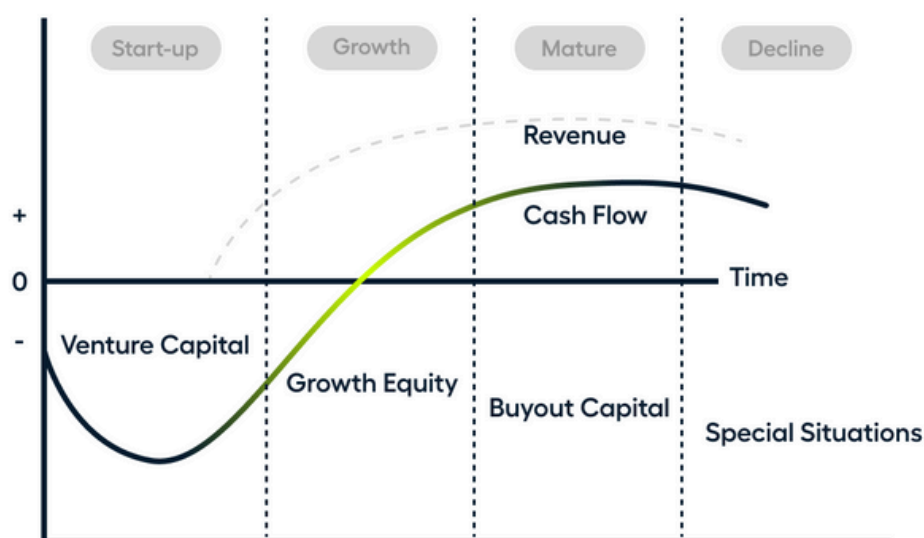 Start-up
Growth
Mature
Decline
Revenue
+
Cash Flow
0
Time
-
Venture Capital
Growth Equity
Buyout Capital
Special Situations